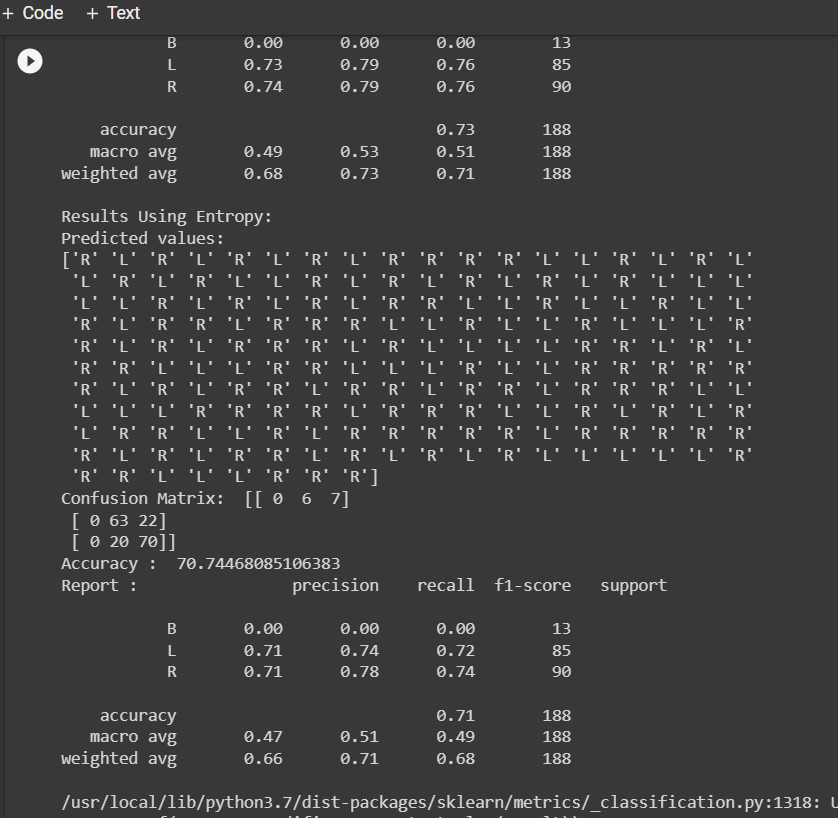 + Code + Text
B 0.00 0.00 0.00 13
L 0.73 0.79 0.76 85
R 0.74 0.79 0.76 90
accuracy 0.73 188
macro avg 0.49 0.53 0.51 188
weighted avg 0.68 0.73 0.71 188
Results Using Entropy:
Predicted values:
['R' 'L' 'R' 'L' 'R' 'L' 'R' 'L' 'R' 'R' 'R' 'R' 'L' 'L' 'R' 'L' 'R' 'L'
'L' 'R' 'L' 'R' 'L' 'L' 'R' 'L' 'R' 'L' 'R' 'L' 'R' 'L' 'R' 'L' 'L'
'L' 'L' 'R' 'L' 'R' 'L' 'R' 'L' 'R' 'R' 'L' 'L' 'R' 'L' 'L' 'R' 'L' 'L'
'R' 'L' 'R' 'R' 'L' 'R' 'R' 'R' 'L' 'L' 'R' 'L' 'L' 'R' 'L' 'L' 'L' 'R'
'R' 'L' 'R' 'L' 'R' 'R' 'L' 'R' 'L' 'L' 'L' 'L' 'R' 'R' 'L' 'R' 'L'
'R' 'R' 'L' 'L' 'L' 'R' 'R' 'L' 'L' 'L' 'R' 'L' 'L' 'R' 'R' 'R' 'R' 'R'
'R' 'L' 'R' 'L' 'R' 'R' 'L' 'R' 'R' 'L' 'R' 'R' 'L' 'R' 'R' 'R' 'L' 'L'
'L' 'L' 'L' 'R' 'R' 'R' 'R' 'L' 'R' 'R' 'R' 'L' 'L' 'R' 'L' 'R' 'L' 'R'
'L' 'R' 'R' 'L' 'L' 'R' 'L' 'R' 'R' 'R' 'R' 'R' 'L' 'R' 'R' 'R' 'R' 'R'
'R' 'L' 'R' 'L' 'R' 'R' 'L' 'R' 'L' 'R' 'L' 'R' 'L' 'L' 'L' 'L' 'L' 'R'
'R' 'R' 'L' 'L' 'L' 'R' 'R' 'R']
Confusion Matrix: [[ 0 6 7]
[ 0 63 22]
[ 0 20 70]]
Accuracy : 70.74468085106383
Report : precision recall f1-score support
B 0.00 0.00 0.00 13
L 0.71 0.74 0.72 85
R 0.71 0.78 0.74 90
accuracy 0.71 188
macro avg 0.47 0.51 0.49 188
weighted avg 0.66 0.71 0.68 188
/usr/local/lib/python3.7/dist-packages/sklearn/metrics/_classification.py:1318: U